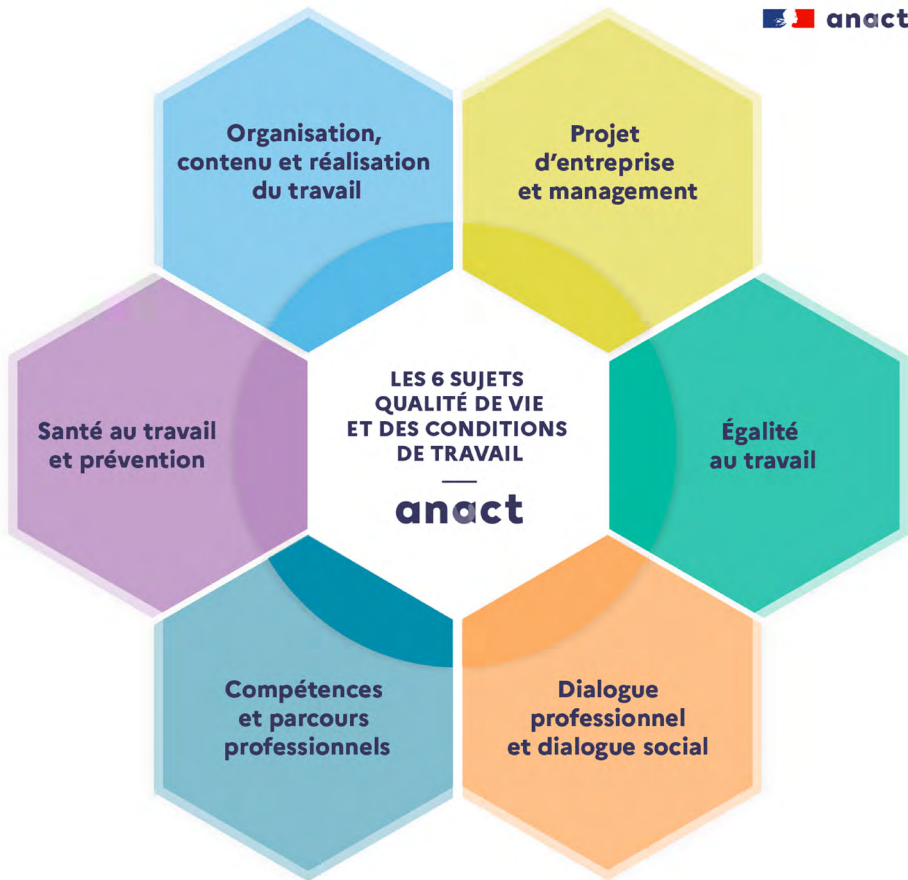 anact
Organisation,
contenu et réalisation
du travail
Projet
d’entreprise
et management
LES 6 SUJETS
QUALITÉ DE VIE
ET DES CONDITIONS
DE TRAVAIL
anact
Santé au travail
et prévention
Égalité
au travail
Compétences
et parcours
professionnels
Dialogue
professionnel
et dialogue social